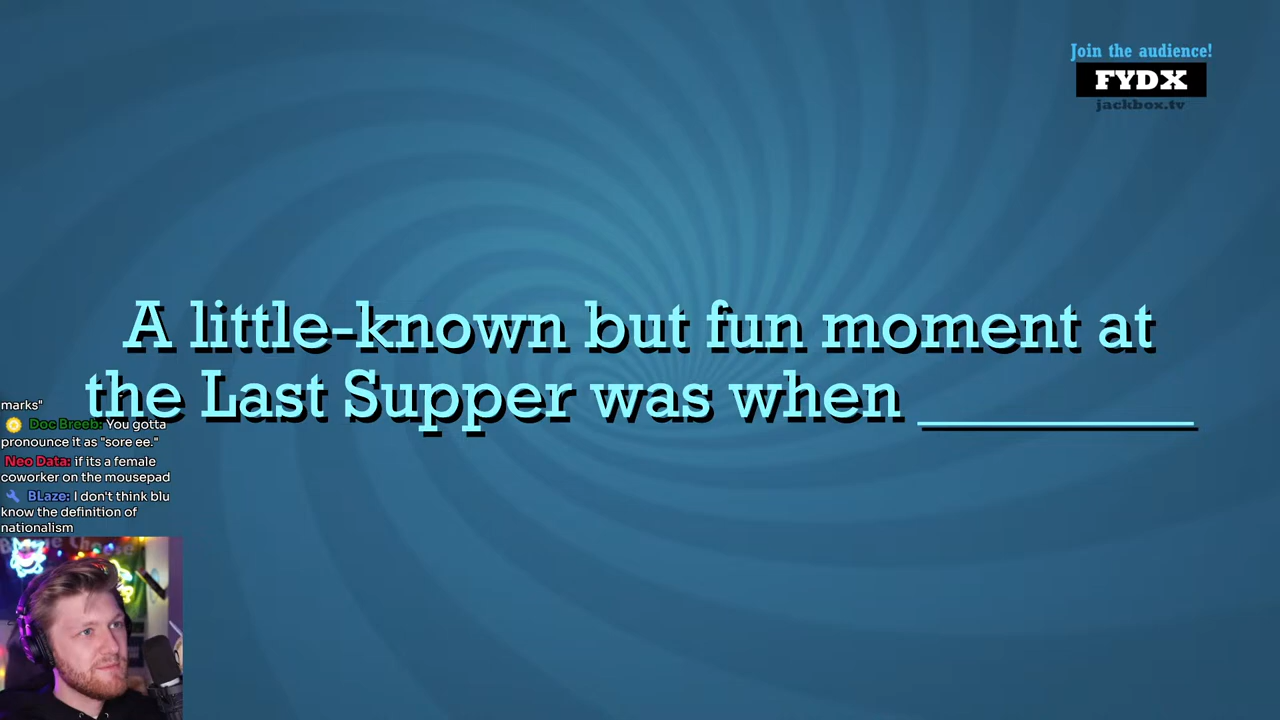 Join the audience!
FYDX
jackbox.tv
A little-known but fun moment at
the Last Supper was when __________
marks"
Doc Breeb: You gotta
pronounce it as "sore ee."
Neo Data: if its a female
coworker on the mousepad
BLaze: I don't think blu
know the definition of
nationalism